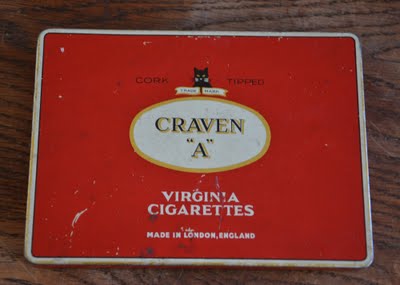 CORK TIPPED
TRADE MARK
CRAVEN
"A"
VIRGINIA
CIGARETTES
MADE IN LONDON, ENGLAND